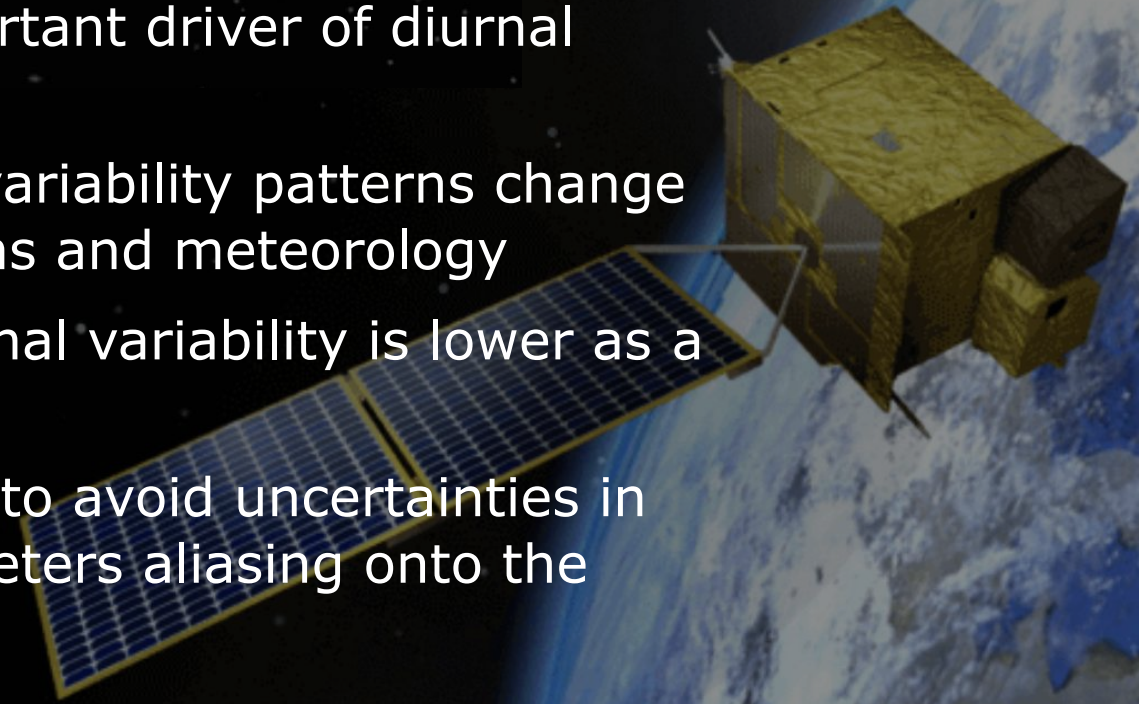 rtant driver of diurnal
variability patterns change
ns and meteorology
nal variability is lower as a
to avoid uncertainties in
eters aliasing onto the